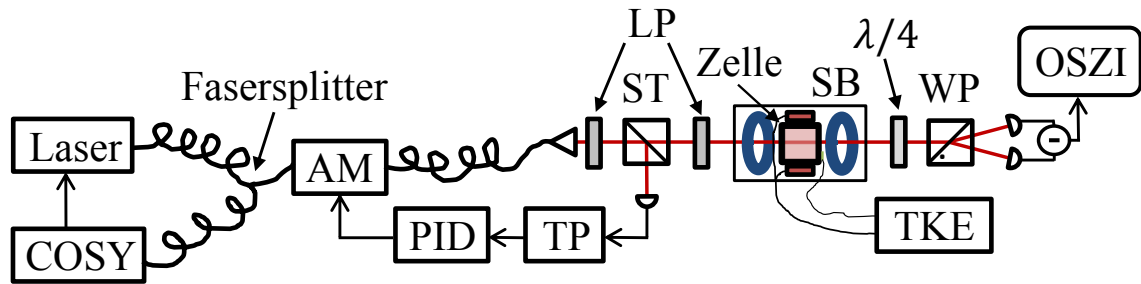 LP
λ/4
OSZI
Zelle
SB
WP
ST
Fasersplitter
Laser
AM
COSY
PID
TP
TKE